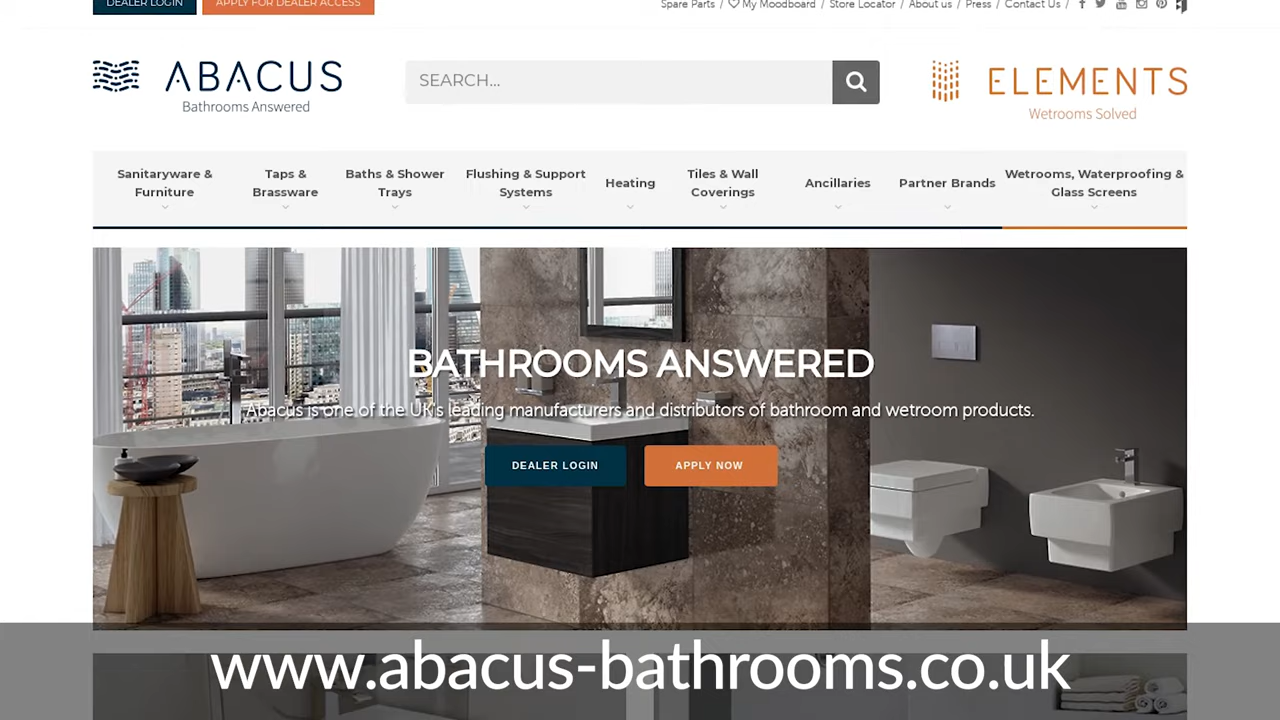 DEALER LOGIN
APPLY FOR DEALER ACCESS
Spare Parts / My Moodboard / Store Locator / About us / Press / Contact Us /
ABACUS
Bathrooms Answered
SEARCH...
ELEMENTS
Wetrooms Solved
Sanitaryware &
Furniture
Taps &
Brassware
Baths & Shower
Trays
Flushing & Support
Systems
Heating
Tiles & Wall
Coverings
Ancillaries
Partner Brands
Wetrooms, Waterproofing &
Glass Screens
BATHROOMS ANSWERED
Abacus is one of the UK's leading manufacturers and distributors of bathroom and wetroom products.
DEALER LOGIN
APPLY NOW
www.abacus-bathrooms.co.uk